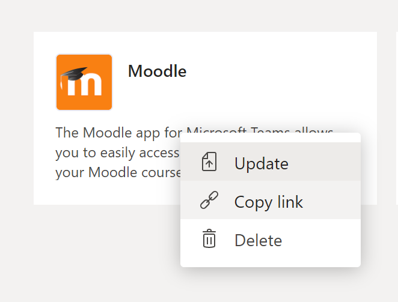 m
Moodle
The Moodle app for Microsoft Teams allows
you to easily access
your Moodle course
Update
Copy link
Delete